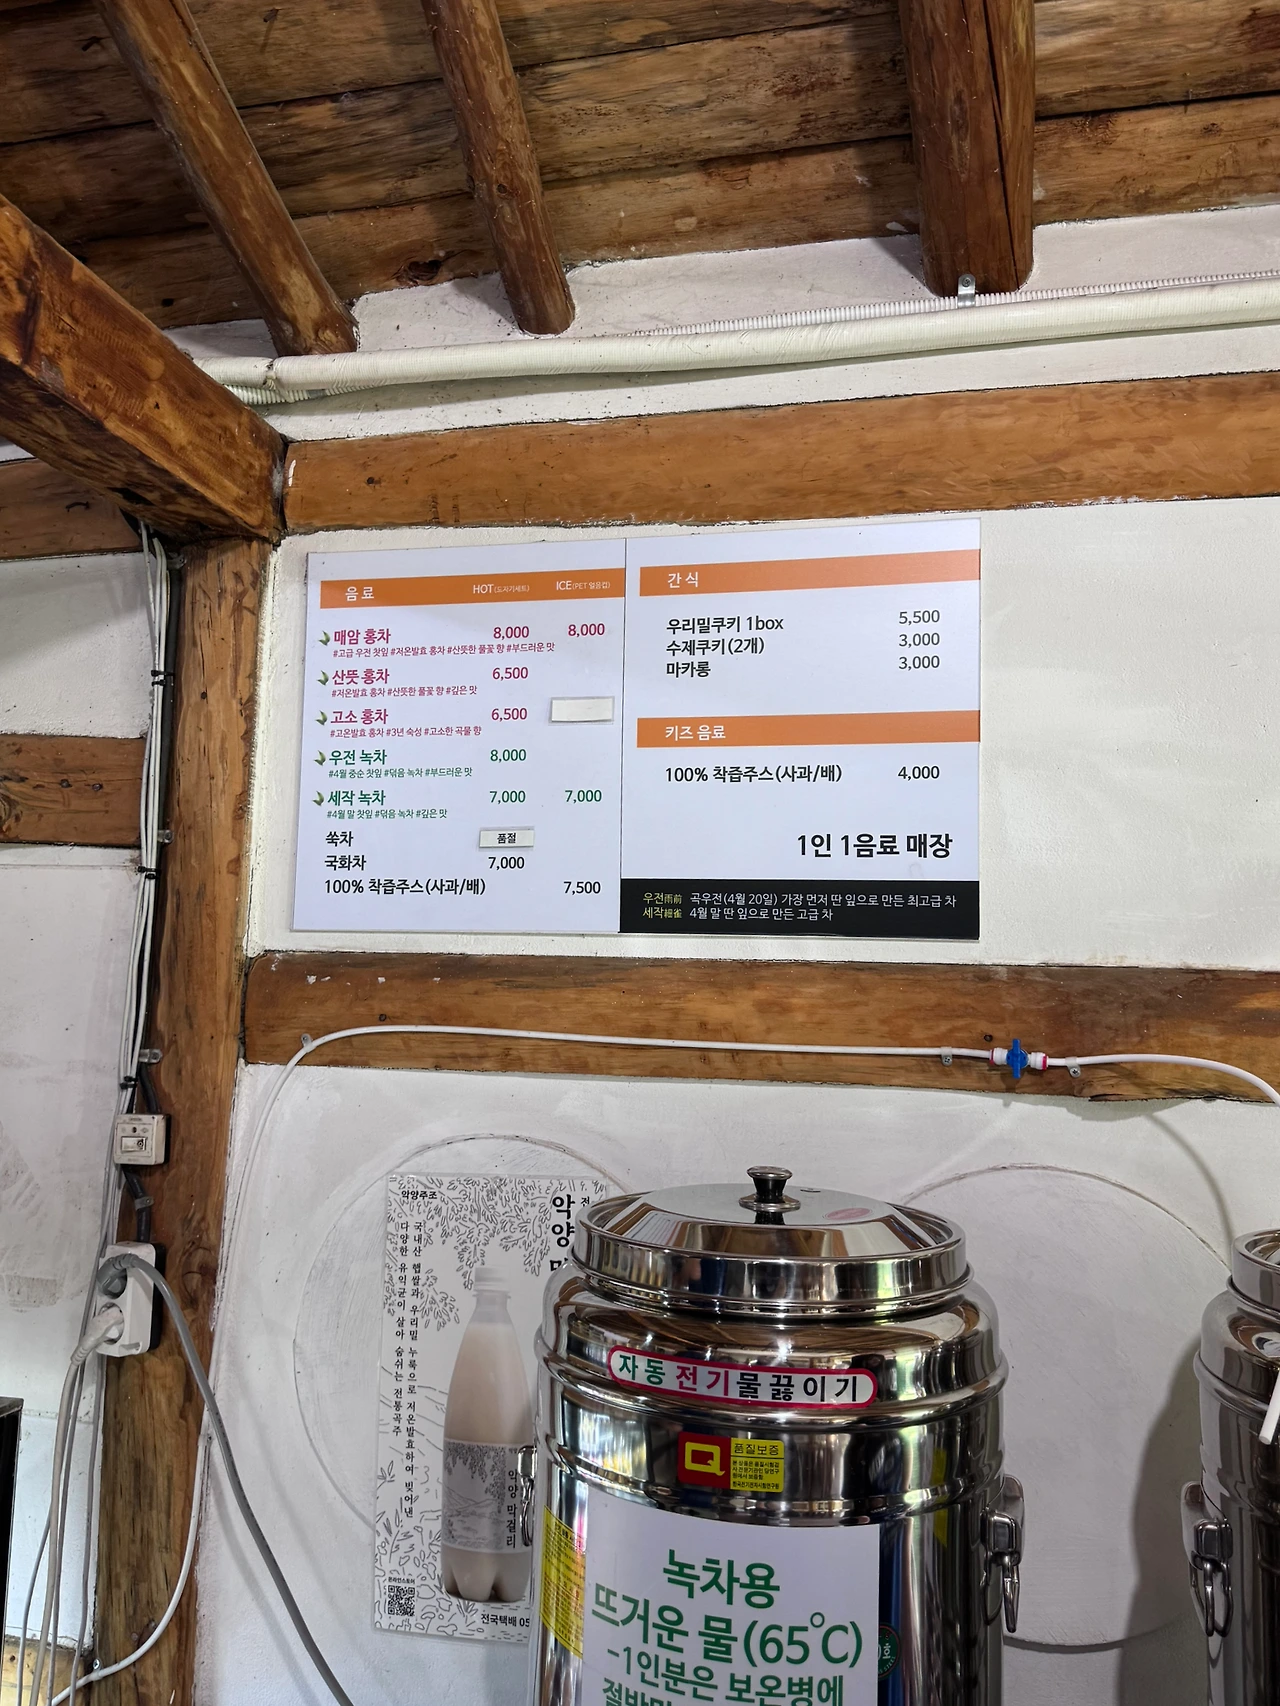 음료 HOT(도자기세트) ICE(PET 얼음컵)
매암 홍차 8,000 8,000
#고급 우전 찻잎 #저온발효 홍차 #산뜻한 풀꽃 향 #부드러운 맛
산뜻 홍차 6,500
#저온발효 홍차 #산뜻한 풀꽃 향 #깊은 맛
고소 홍차 6,500
#고온발효 홍차 #3년 숙성 #고소한 곡물 향
우전 녹차 8,000
#4월 중순 찻잎 #덖음 녹차 #부드러운 맛
세작 녹차 7,000 7,000
#4월 말 찻잎 #덖음 녹차 #깊은 맛
쑥차 품절
국화차 7,000
100% 착즙주스(사과/배) 7,500
간식
우리밀쿠키 1box 5,500
수제쿠키(2개) 3,000
마카롱 3,000
키즈 음료
100% 착즙주스(사과/배) 4,000
1인 1음료 매장
우전雨前 곡우전(4월 20일) 가장 먼저 딴 잎으로 만든 최고급 차
세작細雀 4월 말 딴 잎으로 만든 고급 차
악양주조
국내산 햅쌀과 우리밀 누룩으로 저온발효하여 빚어낸
다양한 유익균이 살아 숨쉬는 전통곡주
악양
악양 막걸리
온라인스토어
전국택배 05
자동전기물끓이기
Q 품질보증
녹차용
뜨거운 물(65℃)
-1인분은 보온병에